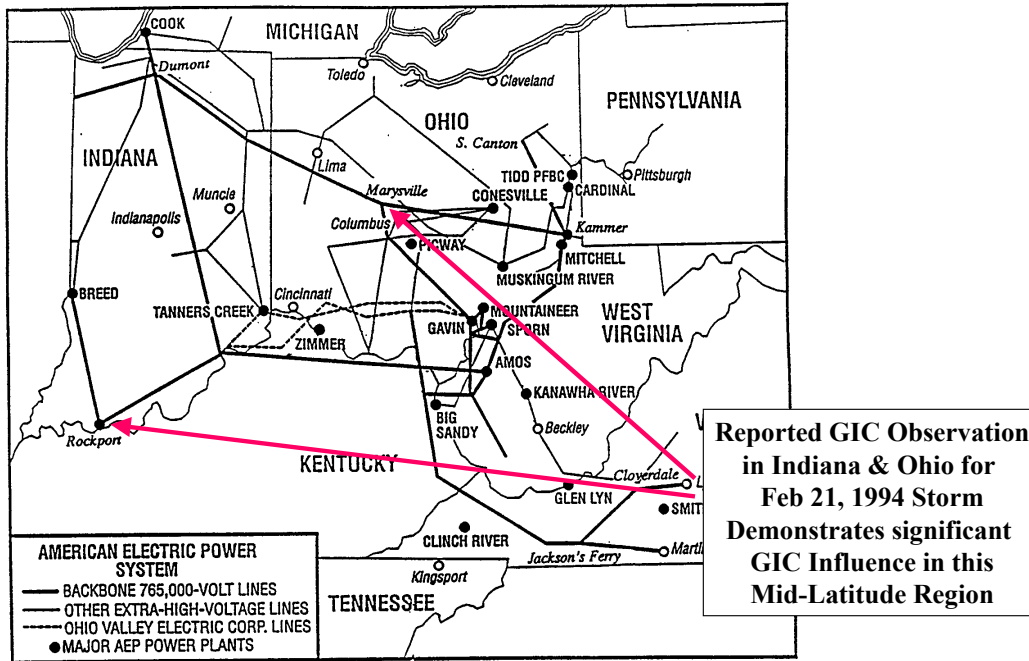 COOK
MICHIGAN
Dumont
Toledo
Cleveland
PENNSYLVANIA
OHIO
S. Canton
INDIANA
Lima
TIDD PFBC
Pittsburgh
CARDINAL
Muncie
Marysville
CONESVILLE
Indianapolis
Columbus
Kammer
PICWAY
MITCHELL
MUSKINGUM RIVER
BREED
Cincinnati
TANNERS CREEK
MOUNTAINEER
WEST
VIRGINIA
GAVIN
SPORN
ZIMMER
AMOS
KANAWHA RIVER
BIG
SANDY
Beckley
Rockport
KENTUCKY
Cloverdale
GLEN LYN
SMIT
CLINCH RIVER
Jackson's Ferry
Kingsport
TENNESSEE
Reported GIC Observation
in Indiana & Ohio for
Feb 21, 1994 Storm
Demonstrates significant
GIC Influence in this
Mid-Latitude Region
AMERICAN ELECTRIC POWER
SYSTEM
BACKBONE 765,000-VOLT LINES
OTHER EXTRA-HIGH-VOLTAGE LINES
OHIO VALLEY ELECTRIC CORP. LINES
MAJOR AEP POWER PLANTS